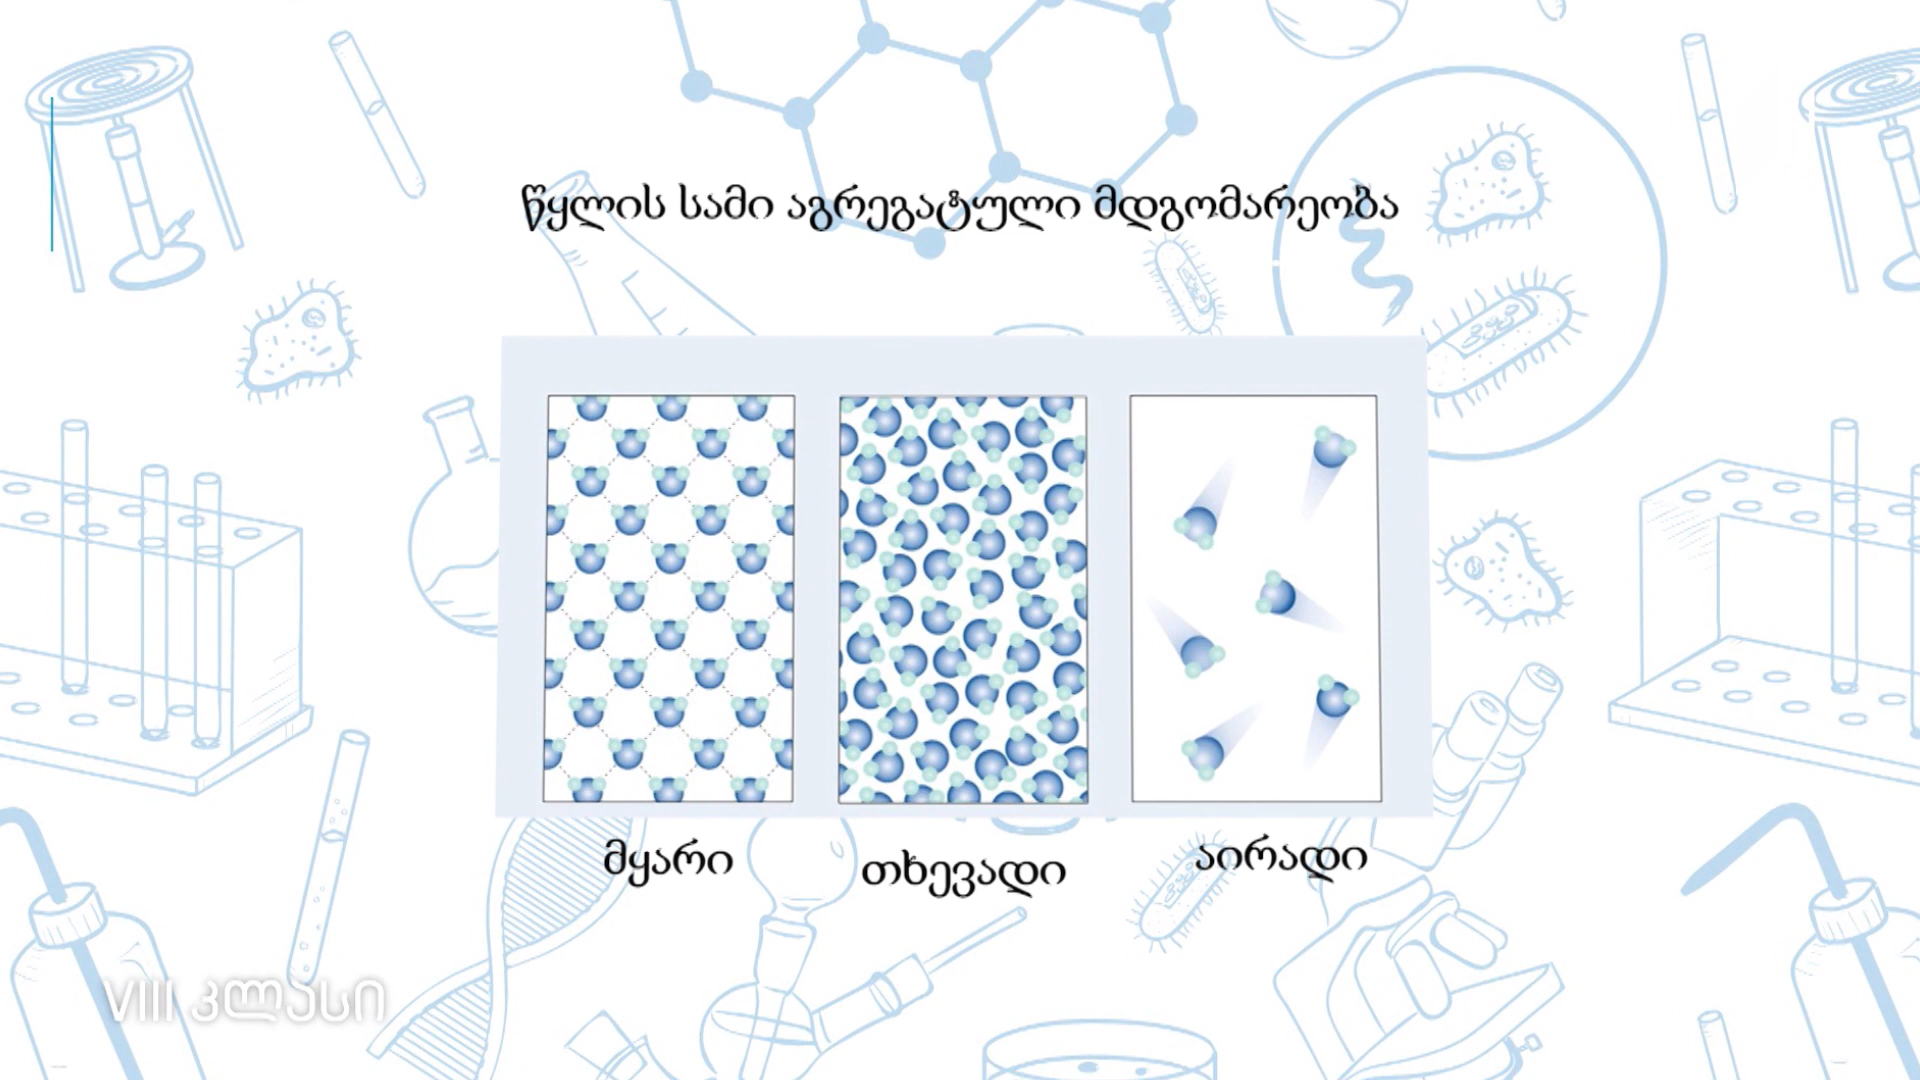 წყლის სამი აგრეგატული მდგომარეობა
მყარი
თხევადი
აირადი
VIII კლასი